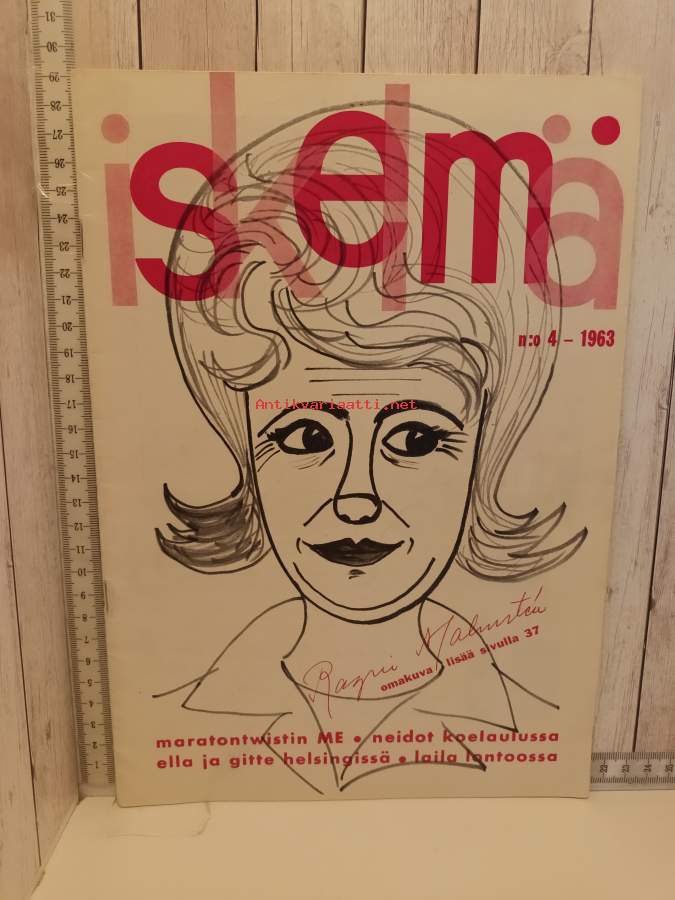 iskelmä
n:o 4 – 1963
Antikvariaatti.net
omakuva, lisää sivulla 37
maratontwistin ME • neidot koelaulussa
ella ja gitte helsingissä • laila lontoossa